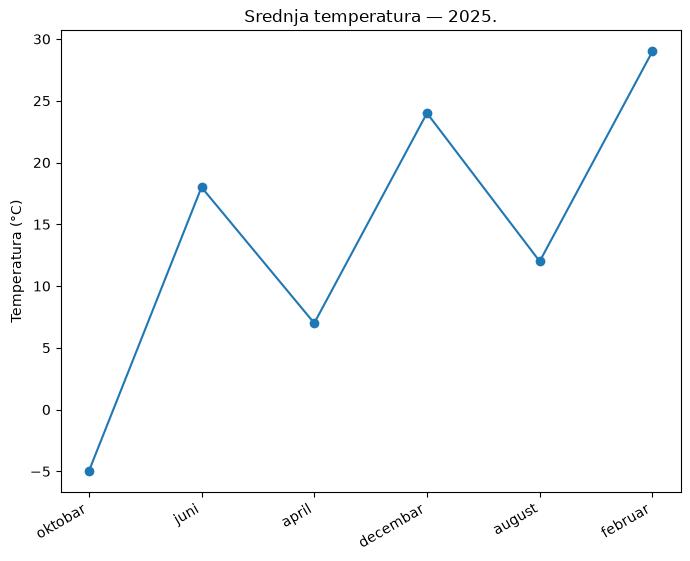 Srednja temperatura — 2025.
Temperatura (°C)
30
25
20
15
10
5
0
−5
oktobar
juni
april
decembar
august
februar